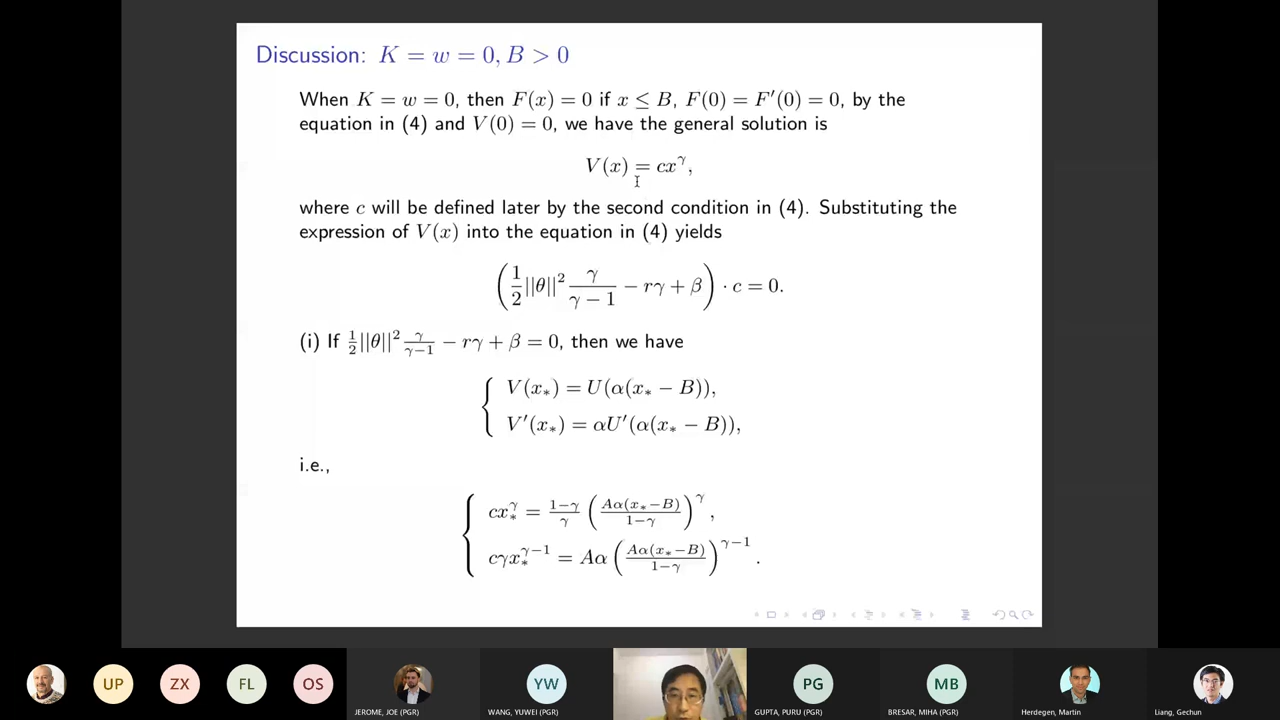 Discussion: K = w = 0, B > 0
When K = w = 0, then F(x) = 0 if x ≤ B, F(0) = F′(0) = 0, by the
equation in (4) and V(0) = 0, we have the general solution is
V(x) = cx^γ,
where c will be defined later by the second condition in (4). Substituting the
expression of V(x) into the equation in (4) yields
(1/2 ||θ||² γ/(γ − 1) − rγ + β) · c = 0.
(i) If 1/2 ||θ||² γ/(γ−1) − rγ + β = 0, then we have
{ V(x∗) = U(α(x∗ − B)),
V′(x∗) = αU′(α(x∗ − B)),
i.e.,
{ cx∗^γ = (1−γ)/γ (Aα(x∗−B)/(1−γ))^γ,
cγx∗^(γ−1) = Aα (Aα(x∗−B)/(1−γ))^(γ−1).
UP
ZX
FL
OS
JEROME, JOE (PGR)
YW
WANG, YUWEI (PGR)
PG
GUPTA, PURU (PGR)
MB
BRESAR, MIHA (PGR)
Herdegen, Martin
Liang, Gechun